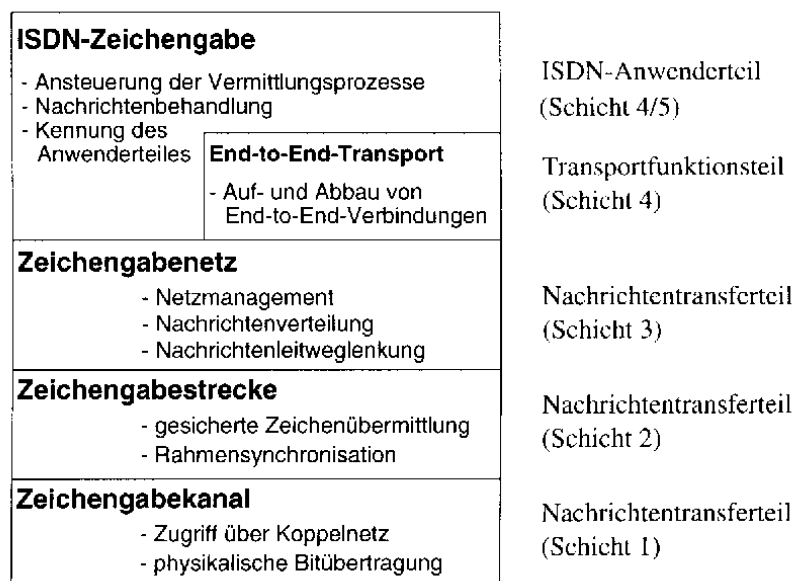 ISDN-Zeichengabe
- Ansteuerung der Vermittlungsprozesse
- Nachrichtenbehandlung
- Kennung des
Anwenderteiles
End-to-End-Transport
- Auf- und Abbau von
End-to-End-Verbindungen
ISDN-Anwenderteil
(Schicht 4/5)
Transportfunktionsteil
(Schicht 4)
Zeichengabenetz
- Netzmanagement
- Nachrichtenverteilung
- Nachrichtenleitweglenkung
Nachrichtentransferteil
(Schicht 3)
Zeichengabestrecke
- gesicherte Zeichenübermittlung
- Rahmensynchronisation
Nachrichtentransferteil
(Schicht 2)
Zeichengabekanal
- Zugriff über Koppelnetz
- physikalische Bitübertragung
Nachrichtentransferteil
(Schicht 1)